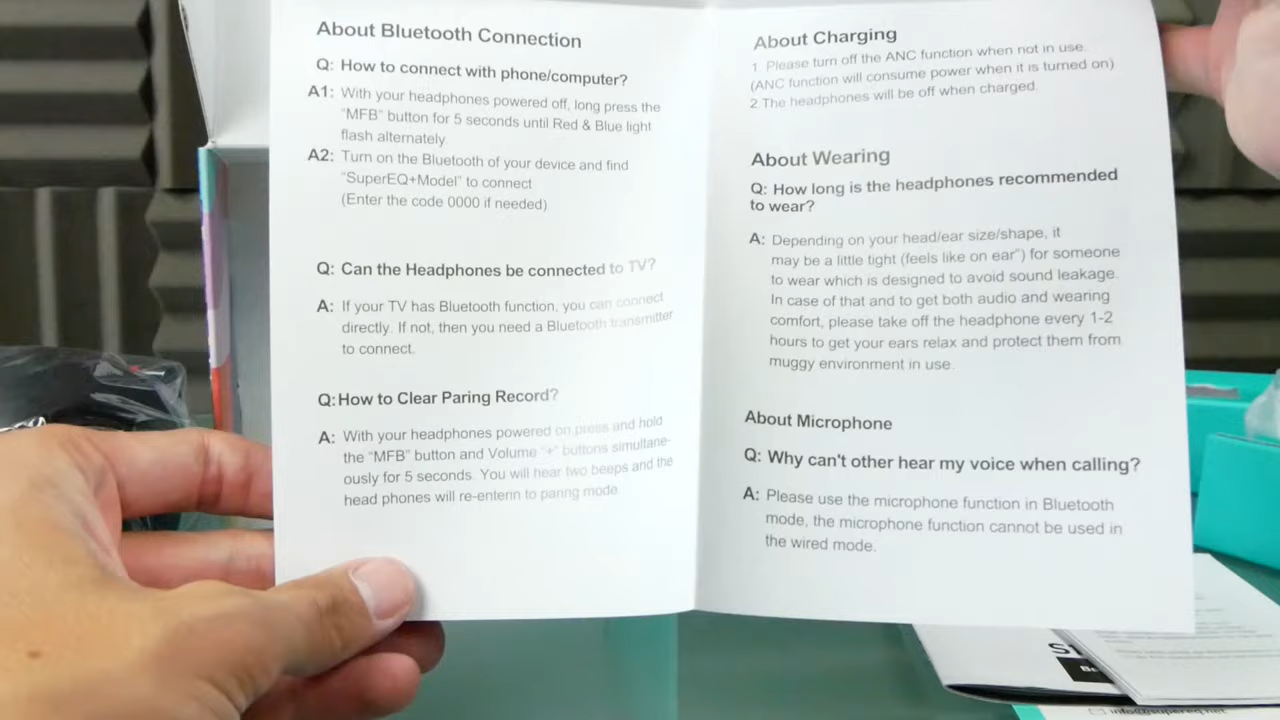 About Bluetooth Connection
Q: How to connect with phone/computer?
A1: With your headphones powered off, long press the
"MFB" button for 5 seconds until Red & Blue light
flash alternately
A2: Turn on the Bluetooth of your device and find
"SuperEQ+Model" to connect
(Enter the code 0000 if needed)
Q: Can the Headphones be connected to TV?
A: If your TV has Bluetooth function, you can connect
directly. If not, then you need a Bluetooth transmitter
to connect.
Q:How to Clear Paring Record?
A: With your headphones powered on press and hold
the "MFB" button and Volume "+" buttons simultane-
ously for 5 seconds. You will hear two beeps and the
head phones will re-enterin to paring mode.
About Charging
1. Please turn off the ANC function when not in use.
(ANC function will consume power when it is turned on)
2.The headphones will be off when charged.
About Wearing
Q: How long is the headphones recommended
to wear?
A: Depending on your head/ear size/shape, it
may be a little tight (feels like on ear") for someone
to wear which is designed to avoid sound leakage.
In case of that and to get both audio and wearing
comfort, please take off the headphone every 1-2
hours to get your ears relax and protect them from
muggy environment in use.
About Microphone
Q: Why can't other hear my voice when calling?
A: Please use the microphone function in Bluetooth
mode, the microphone function cannot be used in
the wired mode.
info@supereq.net